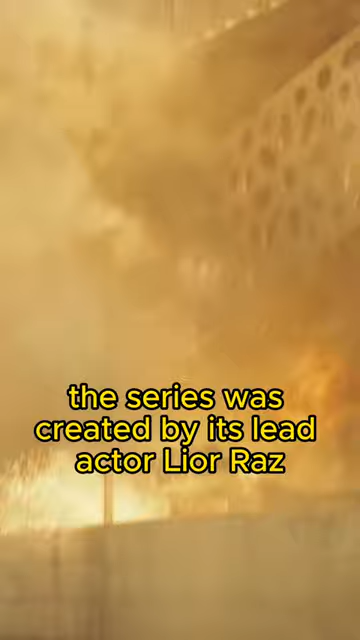 the series was
created by its lead
actor Lior Raz